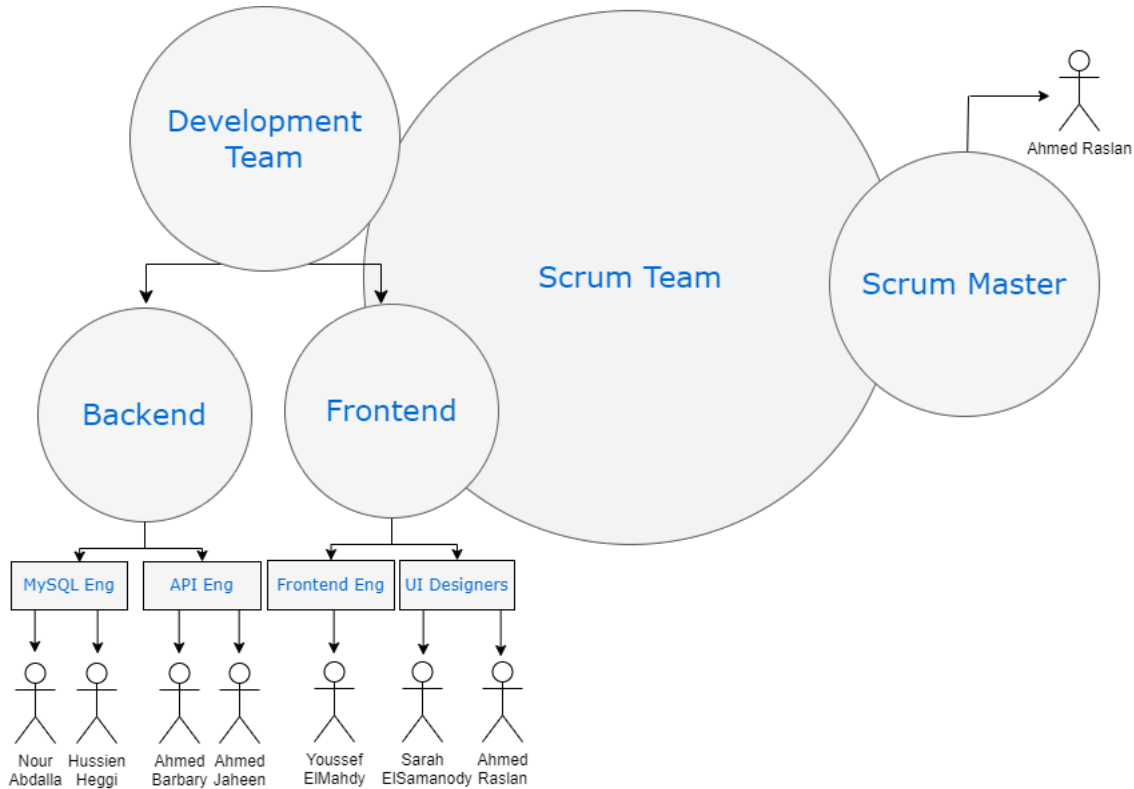 Development
Team
Scrum Team
Scrum Master
Ahmed Raslan
Backend
Frontend
MySQL Eng
API Eng
Frontend Eng
UI Designers
Nour
Abdalla
Hussien
Heggi
Ahmed
Barbary
Ahmed
Jaheen
Youssef
ElMahdy
Sarah
ElSamanody
Ahmed
Raslan